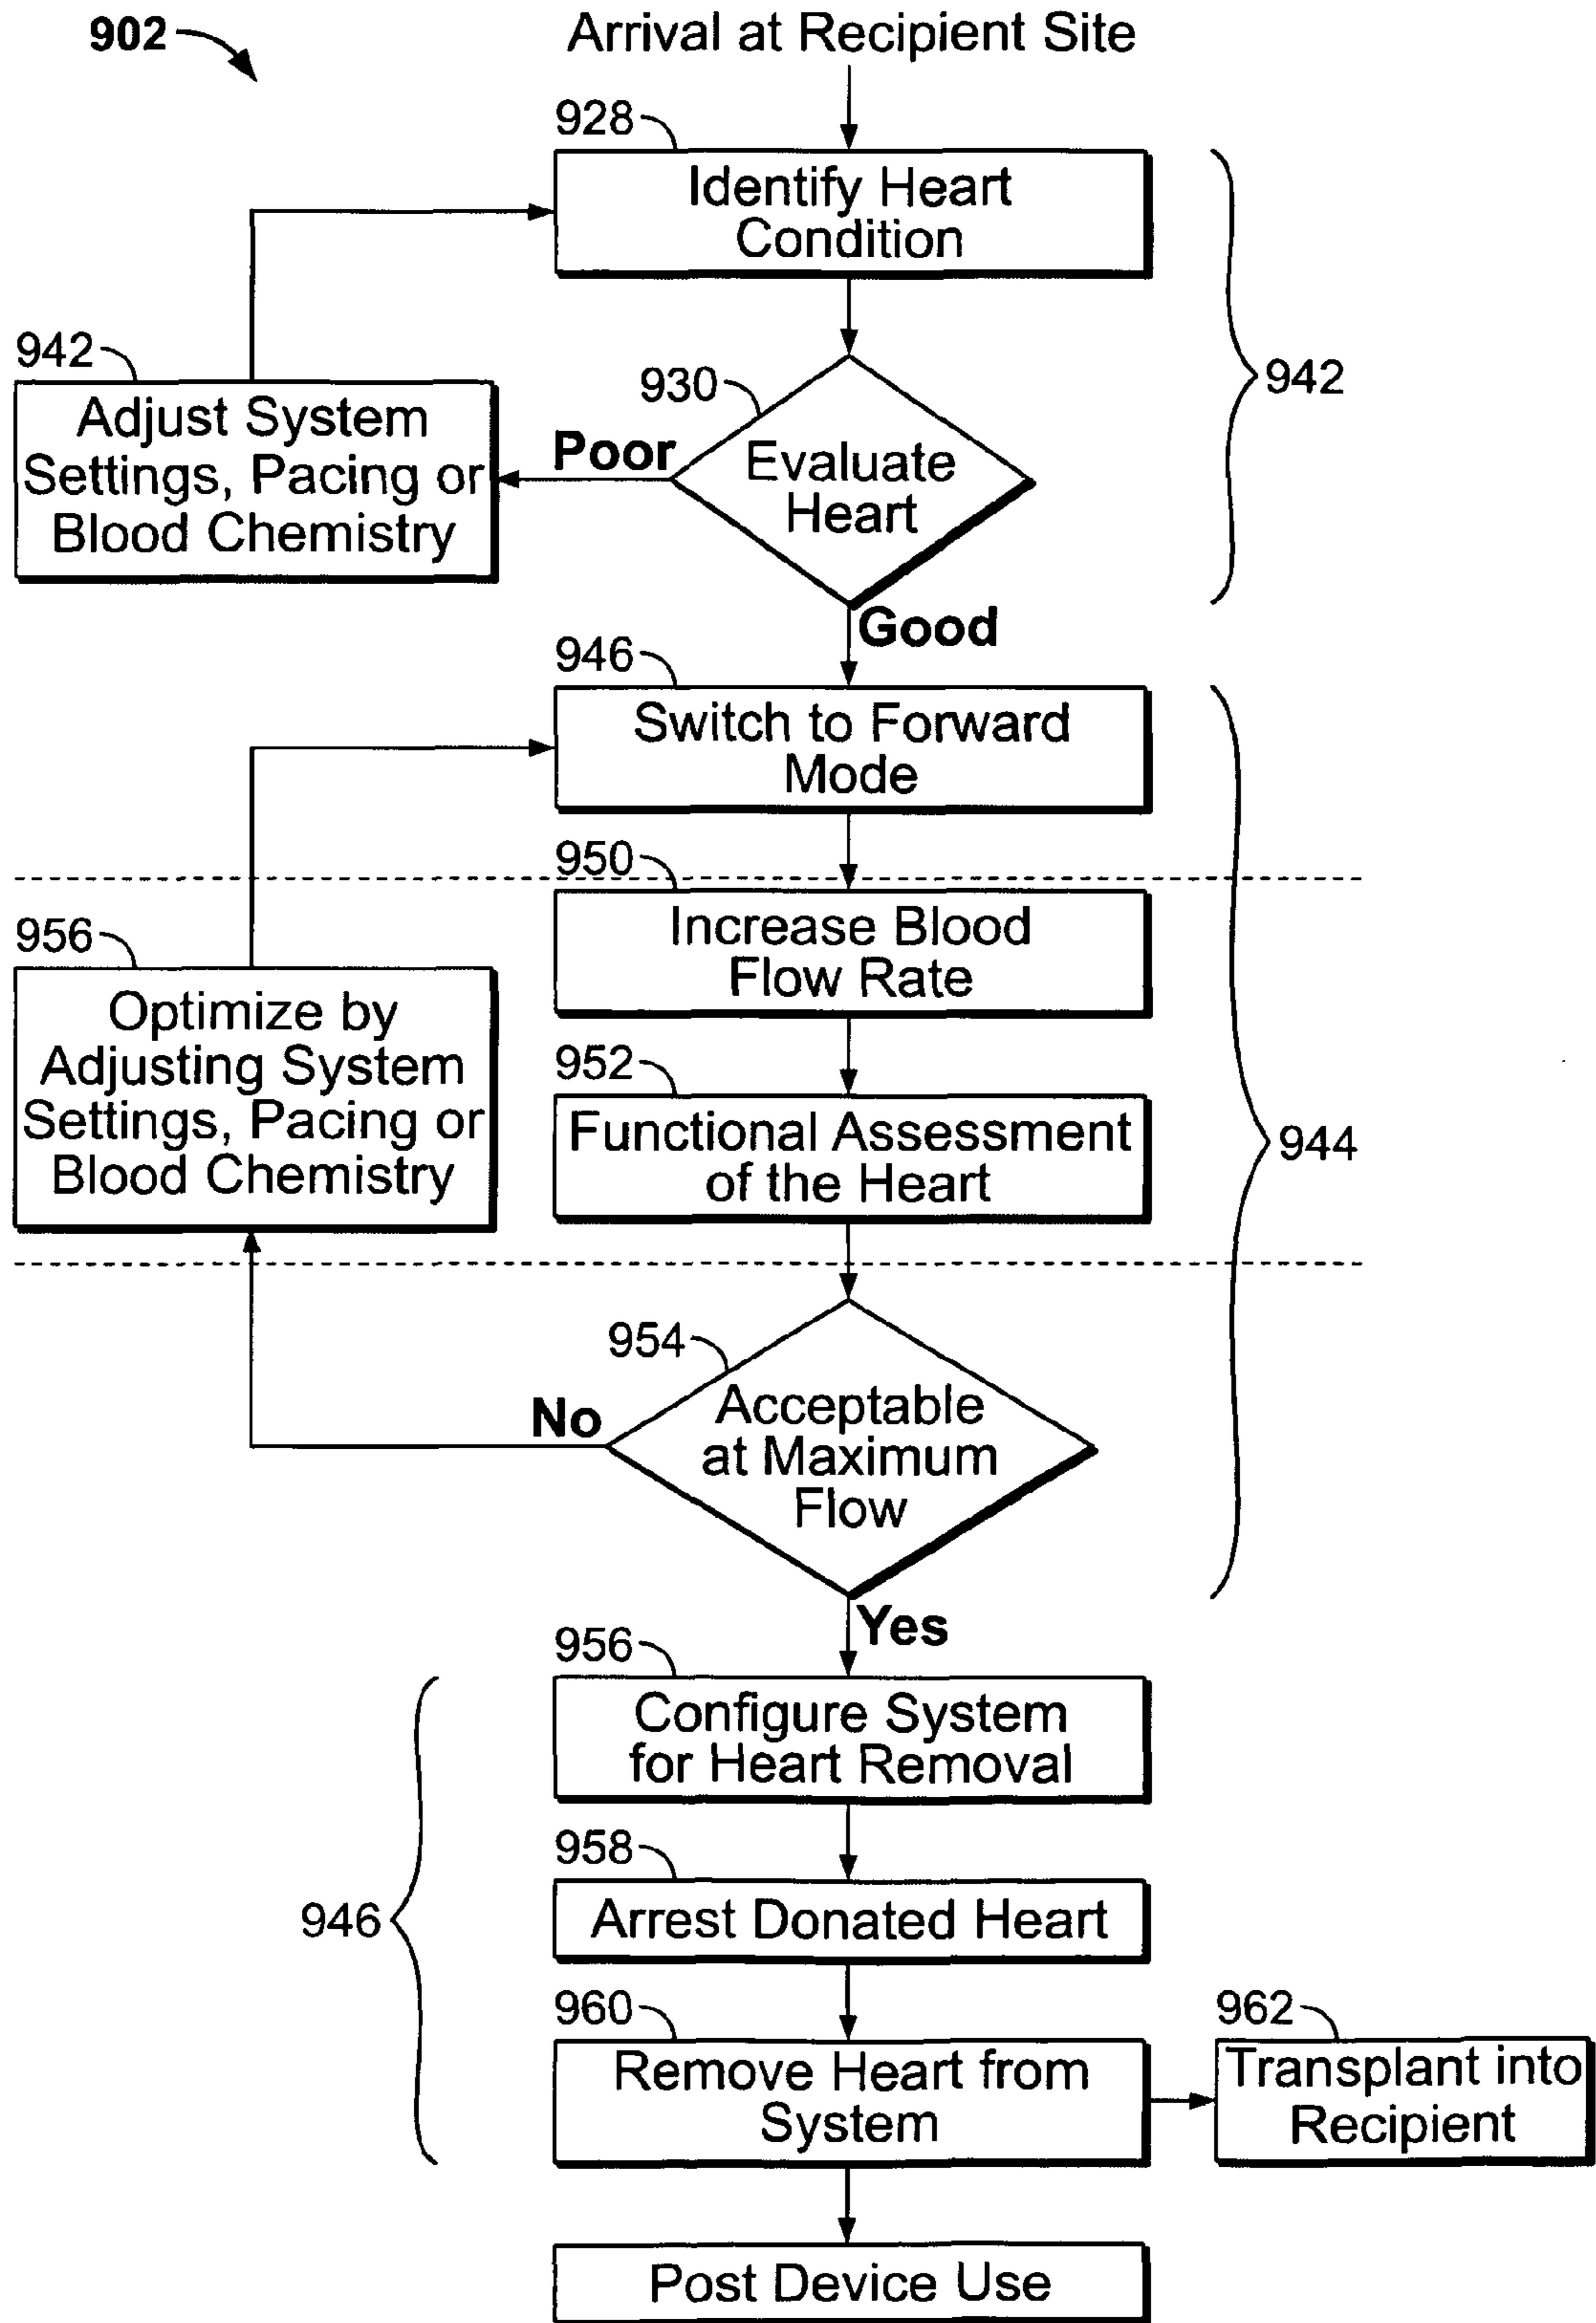 902
Arrival at Recipient Site
928
Identify Heart
Condition
942
942
930
Adjust System
Settings, Pacing or
Blood Chemistry
Poor
Evaluate
Heart
Good
946
Switch to Forward
Mode
950
Increase Blood
Flow Rate
956
Optimize by
Adjusting System
Settings, Pacing or
Blood Chemistry
952
Functional Assessment
of the Heart
944
954
No
Acceptable
at Maximum
Flow
Yes
956
Configure System
for Heart Removal
958
Arrest Donated Heart
946
960
Remove Heart from
System
962
Transplant into
Recipient
Post Device Use